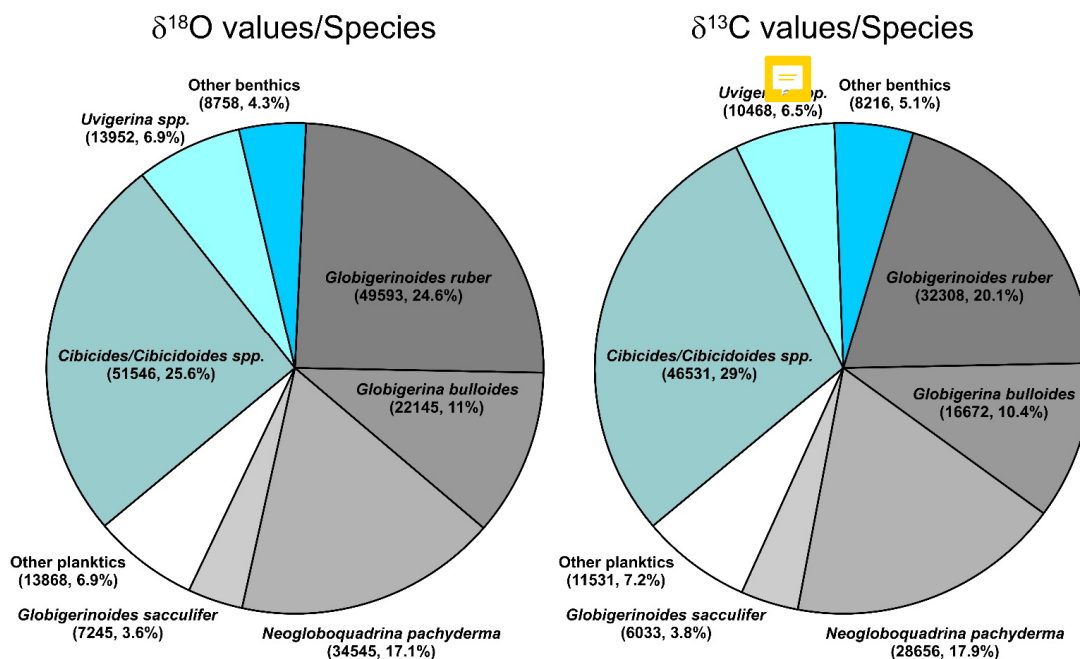 δ¹⁸O values/Species
Other benthics
(8758, 4.3%)
Uvigerina spp.
(13952, 6.9%)
Globigerinoides ruber
(49593, 24.6%)
Cibicides/Cibicidoides spp.
(51546, 25.6%)
Globigerina bulloides
(22145, 11%)
Other planktics
(13868, 6.9%)
Globigerinoides sacculifer
(7245, 3.6%)
Neogloboquadrina pachyderma
(34545, 17.1%)
δ¹³C values/Species
Other benthics
(8216, 5.1%)
(10468, 6.5%)
Globigerinoides ruber
(32308, 20.1%)
Cibicides/Cibicidoides spp.
(46531, 29%)
Globigerina bulloides
(16672, 10.4%)
Other planktics
(11531, 7.2%)
Globigerinoides sacculifer
(6033, 3.8%)
Neogloboquadrina pachyderma
(28656, 17.9%)